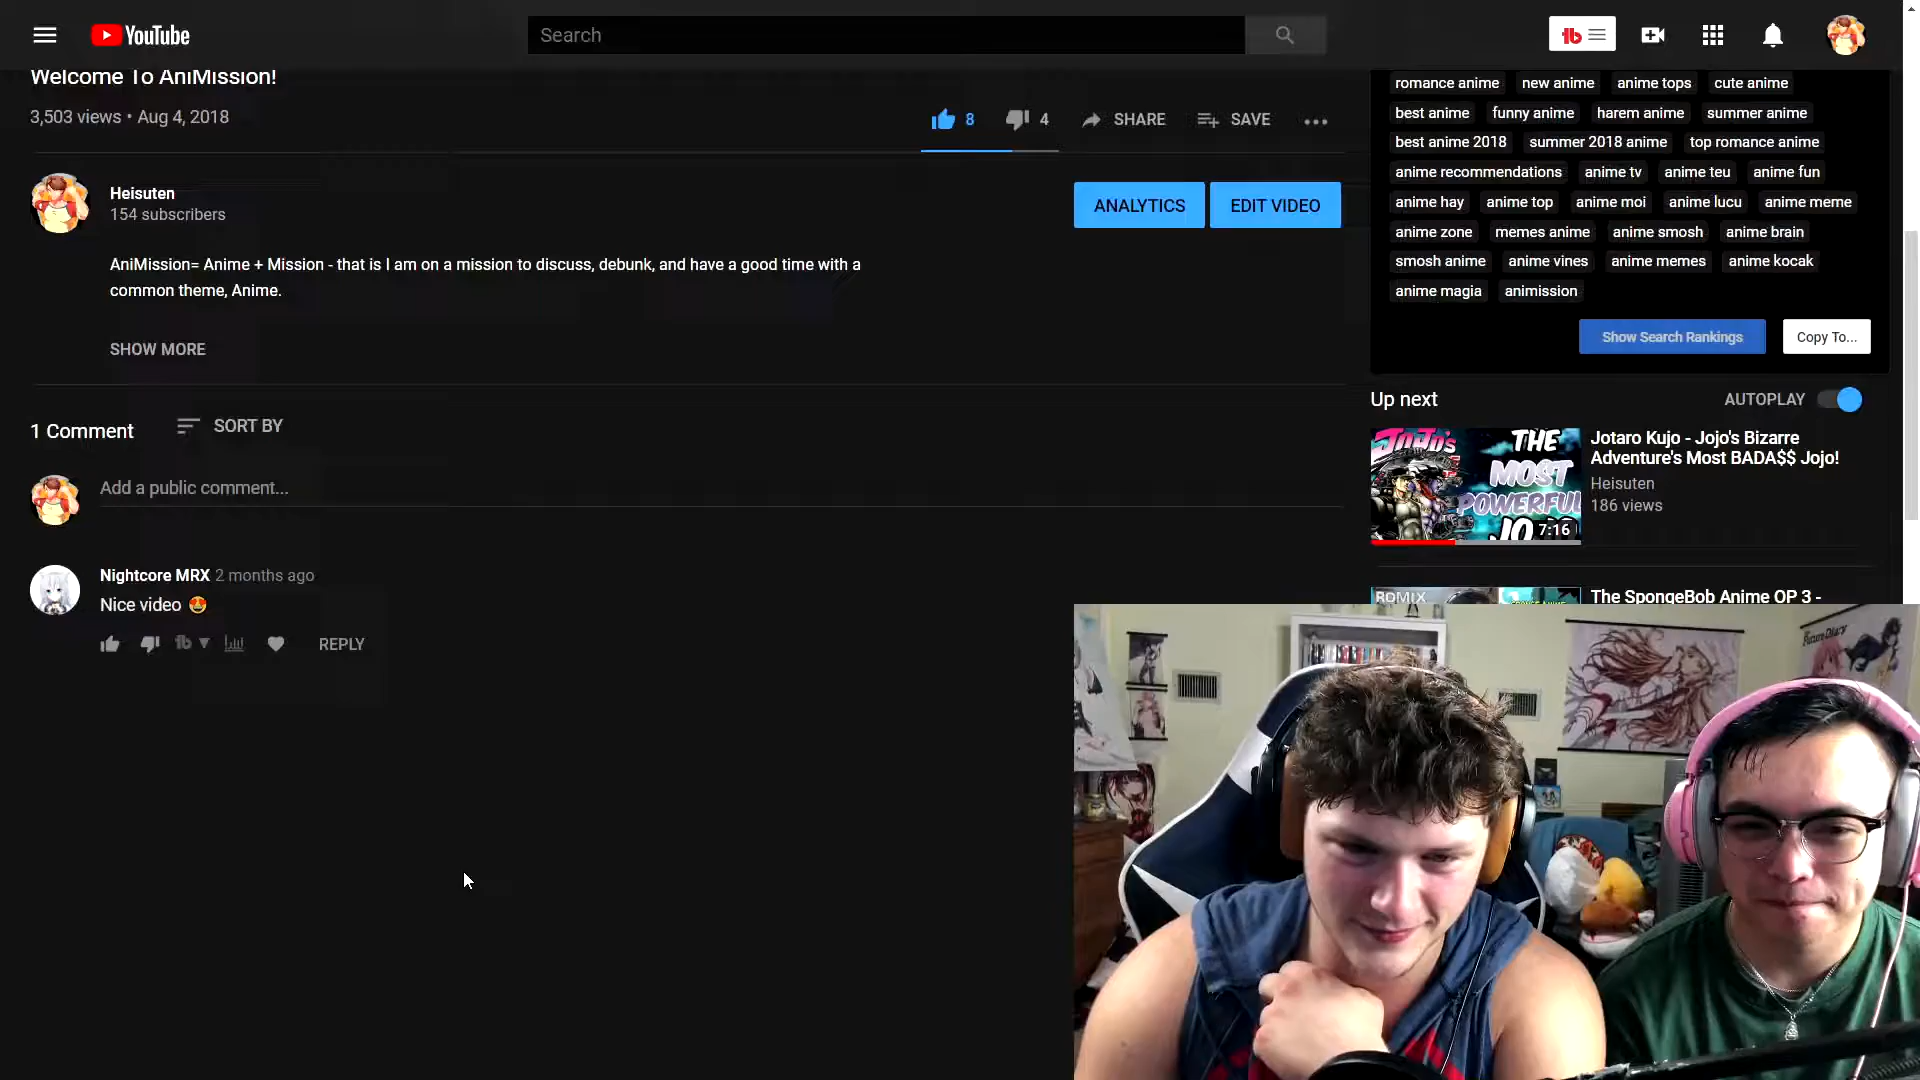 YouTube
Search
Welcome To AniMission!
3,503 views • Aug 4, 2018
8
4
SHARE
SAVE
Heisuten
154 subscribers
ANALYTICS
EDIT VIDEO
AniMission= Anime + Mission - that is I am on a mission to discuss, debunk, and have a good time with a
common theme, Anime.
SHOW MORE
1 Comment
SORT BY
Add a public comment...
Nightcore MRX 2 months ago
Nice video 😍
REPLY
romance anime new anime anime tops cute anime
best anime funny anime harem anime summer anime
best anime 2018 summer 2018 anime top romance anime
anime recommendations anime tv anime teu anime fun
anime hay anime top anime moi anime lucu anime meme
anime zone memes anime anime smosh anime brain
smosh anime anime vines anime memes anime kocak
anime magia animission
Show Search Rankings
Copy To...
Up next
AUTOPLAY
JOJO'S
THE
MOST
POWERFUL
JOJO
7:16
Jotaro Kujo - Jojo's Bizarre
Adventure's Most BADA$$ Jojo!
Heisuten
186 views
The SpongeBob Anime OP 3 -
Future Diary